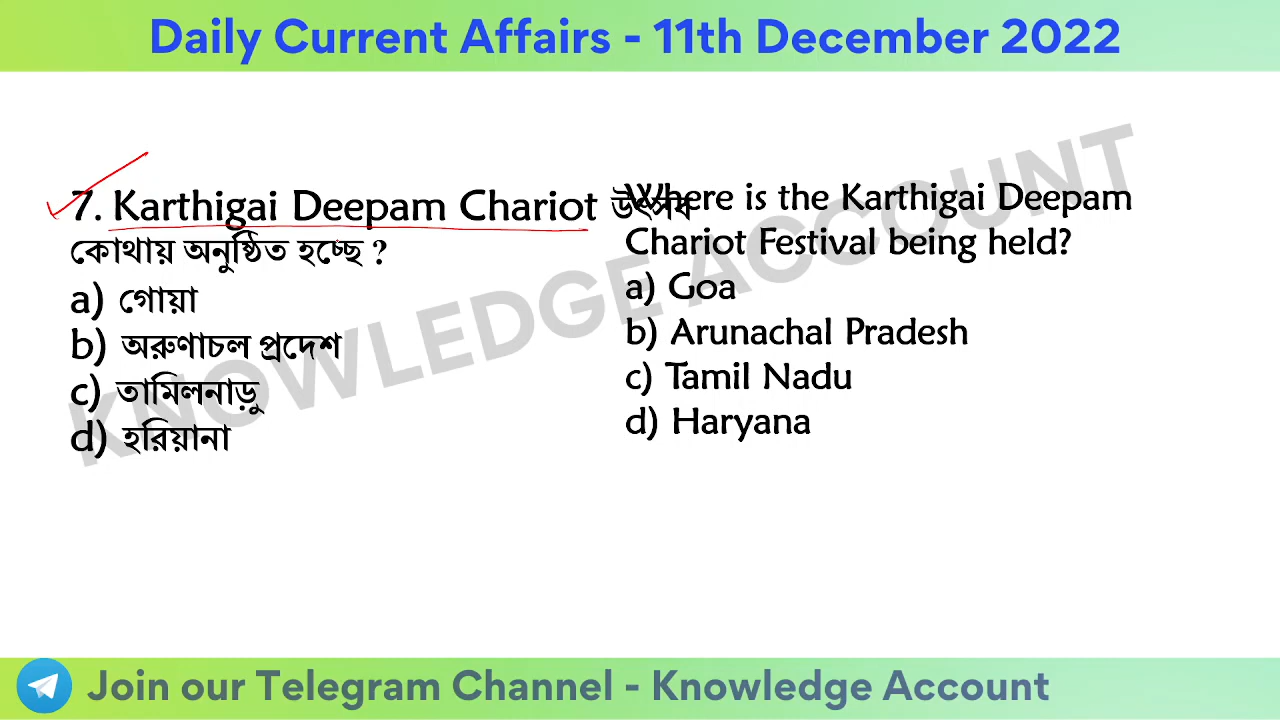 Daily Current Affairs - 11th December 2022
7. Karthigai Deepam Chariot উৎসব
কোথায় অনুষ্ঠিত হচ্ছে ?
a) গোয়া
b) অরুণাচল প্রদেশ
c) তামিলনাড়ু
d) হরিয়ানা
Where is the Karthigai Deepam
Chariot Festival being held?
a) Goa
b) Arunachal Pradesh
c) Tamil Nadu
d) Haryana
KNOWLEDGE ACCOUNT
Join our Telegram Channel - Knowledge Account